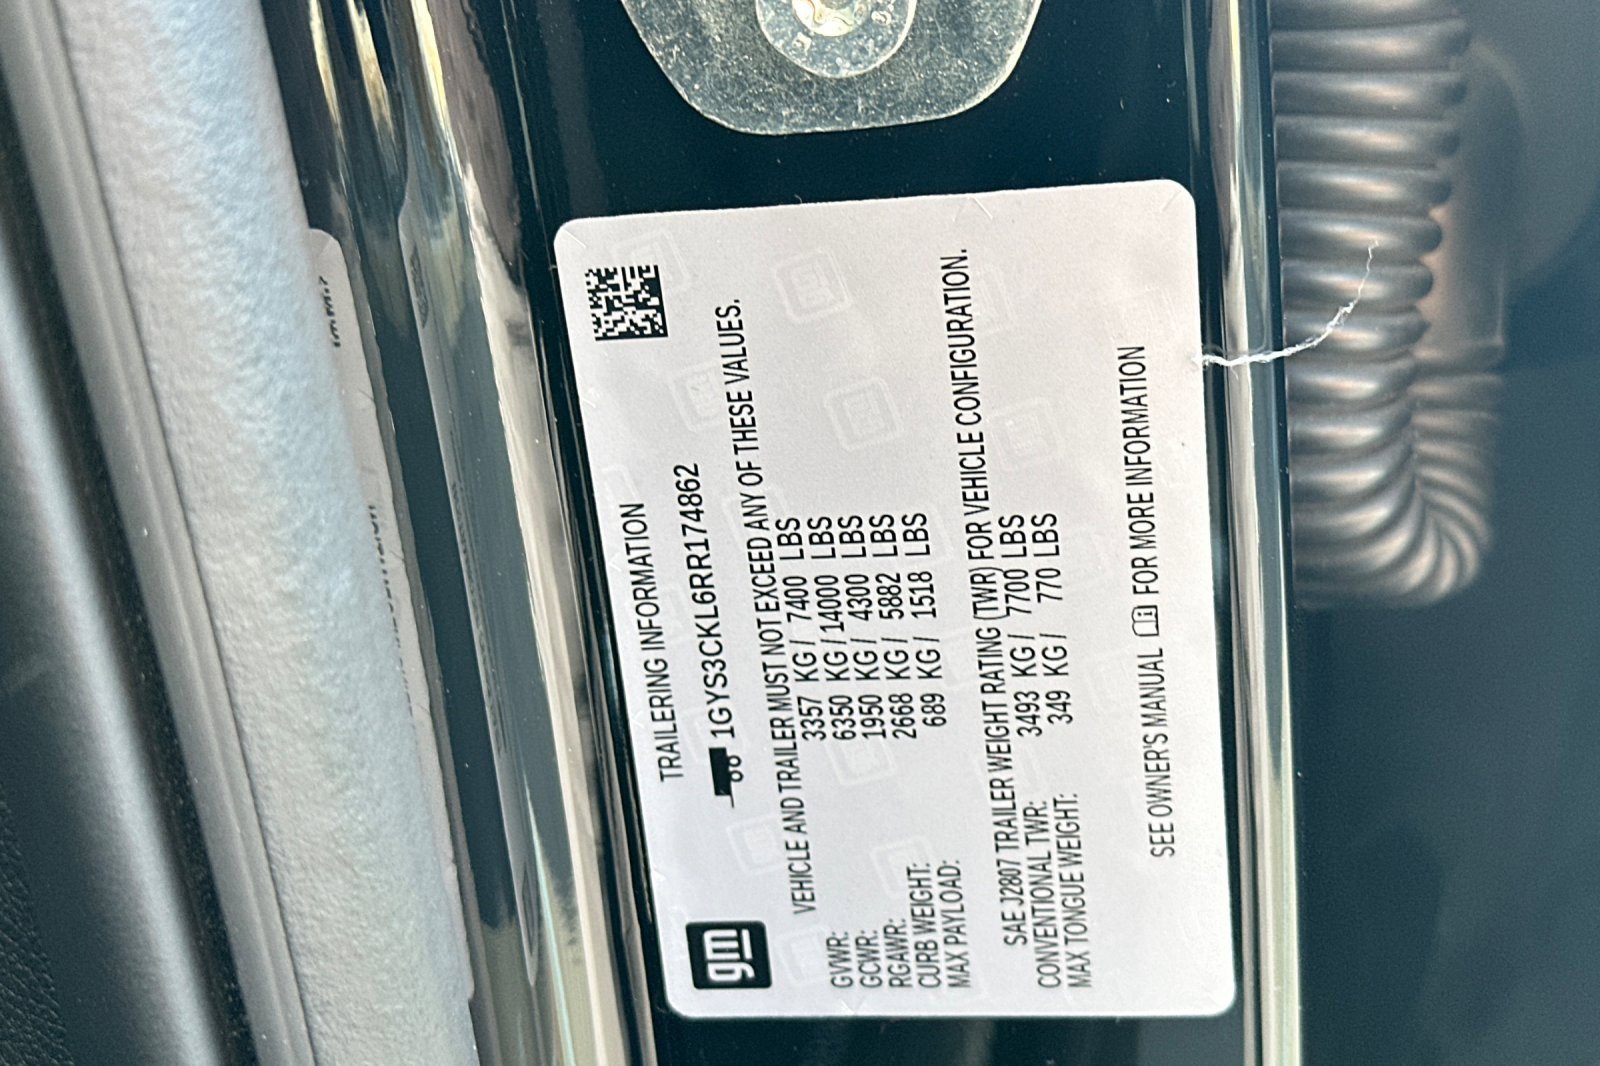 TRAILERING INFORMATION
gm
1GYS3CKL6RR174862
VEHICLE AND TRAILER MUST NOT EXCEED ANY OF THESE VALUES.
GVWR: 3357 KG / 7400 LBS
GCWR: 6350 KG / 14000 LBS
RGAWR: 1950 KG / 4300 LBS
CURB WEIGHT: 2668 KG / 5882 LBS
MAX PAYLOAD: 689 KG / 1518 LBS
SAE J2807 TRAILER WEIGHT RATING (TWR) FOR VEHICLE CONFIGURATION.
CONVENTIONAL TWR: 3493 KG / 7700 LBS
MAX TONGUE WEIGHT: 349 KG / 770 LBS
SEE OWNER'S MANUAL FOR MORE INFORMATION